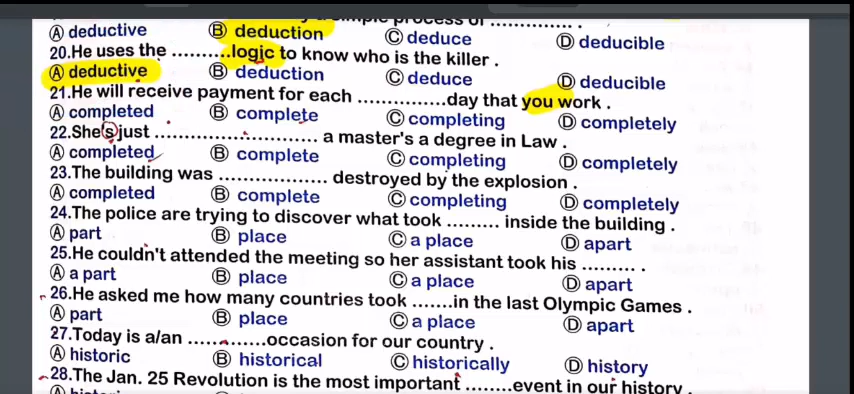 simple process of .............. .
Ⓐ deductive Ⓑ deduction Ⓒ deduce Ⓓ deducible
20.He uses the ..........logic to know who is the killer .
Ⓐ deductive Ⓑ deduction Ⓒ deduce Ⓓ deducible
21.He will receive payment for each ...............day that you work .
Ⓐ completed Ⓑ complete Ⓒ completing Ⓓ completely
22.She's just ............................ a master's a degree in Law .
Ⓐ completed Ⓑ complete Ⓒ completing Ⓓ completely
23.The building was .................. destroyed by the explosion .
Ⓐ completed Ⓑ complete Ⓒ completing Ⓓ completely
24.The police are trying to discover what took ......... inside the building .
Ⓐ part Ⓑ place Ⓒ a place Ⓓ apart
25.He couldn't attended the meeting so her assistant took his .......... .
Ⓐ a part Ⓑ place Ⓒ a place Ⓓ apart
26.He asked me how many countries took .......in the last Olympic Games .
Ⓐ part Ⓑ place Ⓒ a place Ⓓ apart
27.Today is a/an .............occasion for our country .
Ⓐ historic Ⓑ historical Ⓒ historically Ⓓ history
28.The Jan. 25 Revolution is the most important ........event in our history .